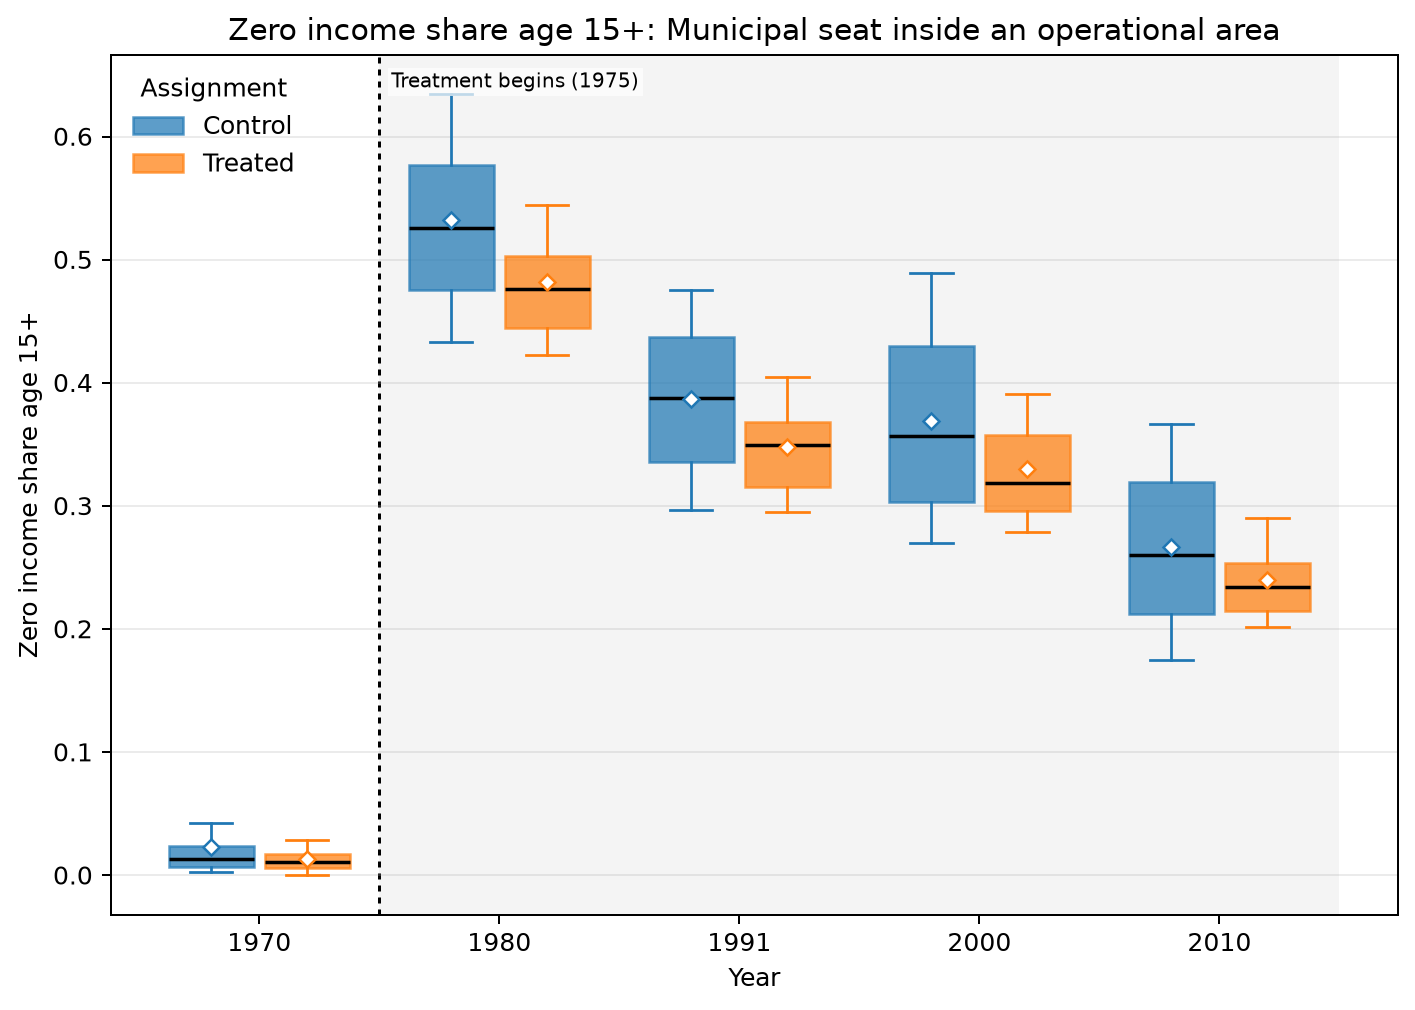 Zero income share age 15+: Municipal seat inside an operational area
Assignment
Control
Treated
Treatment begins (1975)
0.6
0.5
0.4
0.3
0.2
0.1
0.0
Zero income share age 15+
1970
1980
1991
2000
2010
Year